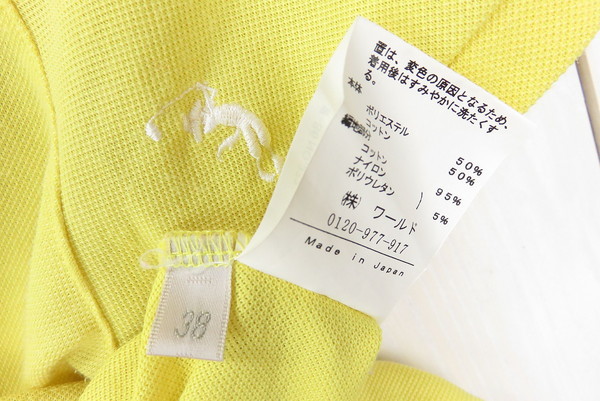 置は、変色の原因となるため、
着用後はすみやかに洗たくす
る。
本体
ポリエステル 50%
コットン 50%
コットン
ナイロン 95%
ポリウレタン 5%
(株) ワールド
0120-977-917
Made in Japan
38